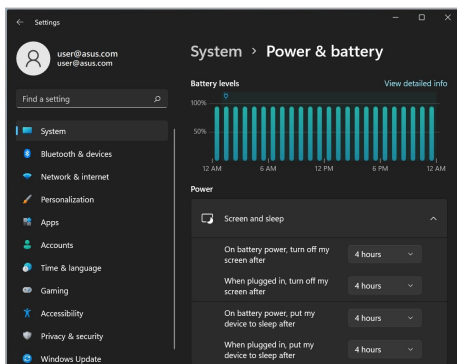 Settings
user@asus.com
user@asus.com
Find a setting
System
Bluetooth & devices
Network & internet
Personalization
Apps
Accounts
Time & language
Gaming
Accessibility
Privacy & security
Windows Update
System > Power & battery
Battery levels
View detailed info
100%
50%
12 AM 6 AM 12 PM 6 PM 12 AM
Power
Screen and sleep
On battery power, turn off my
screen after
4 hours
When plugged in, turn off my
screen after
4 hours
On battery power, put my
device to sleep after
4 hours
When plugged in, put my
device to sleep after
4 hours